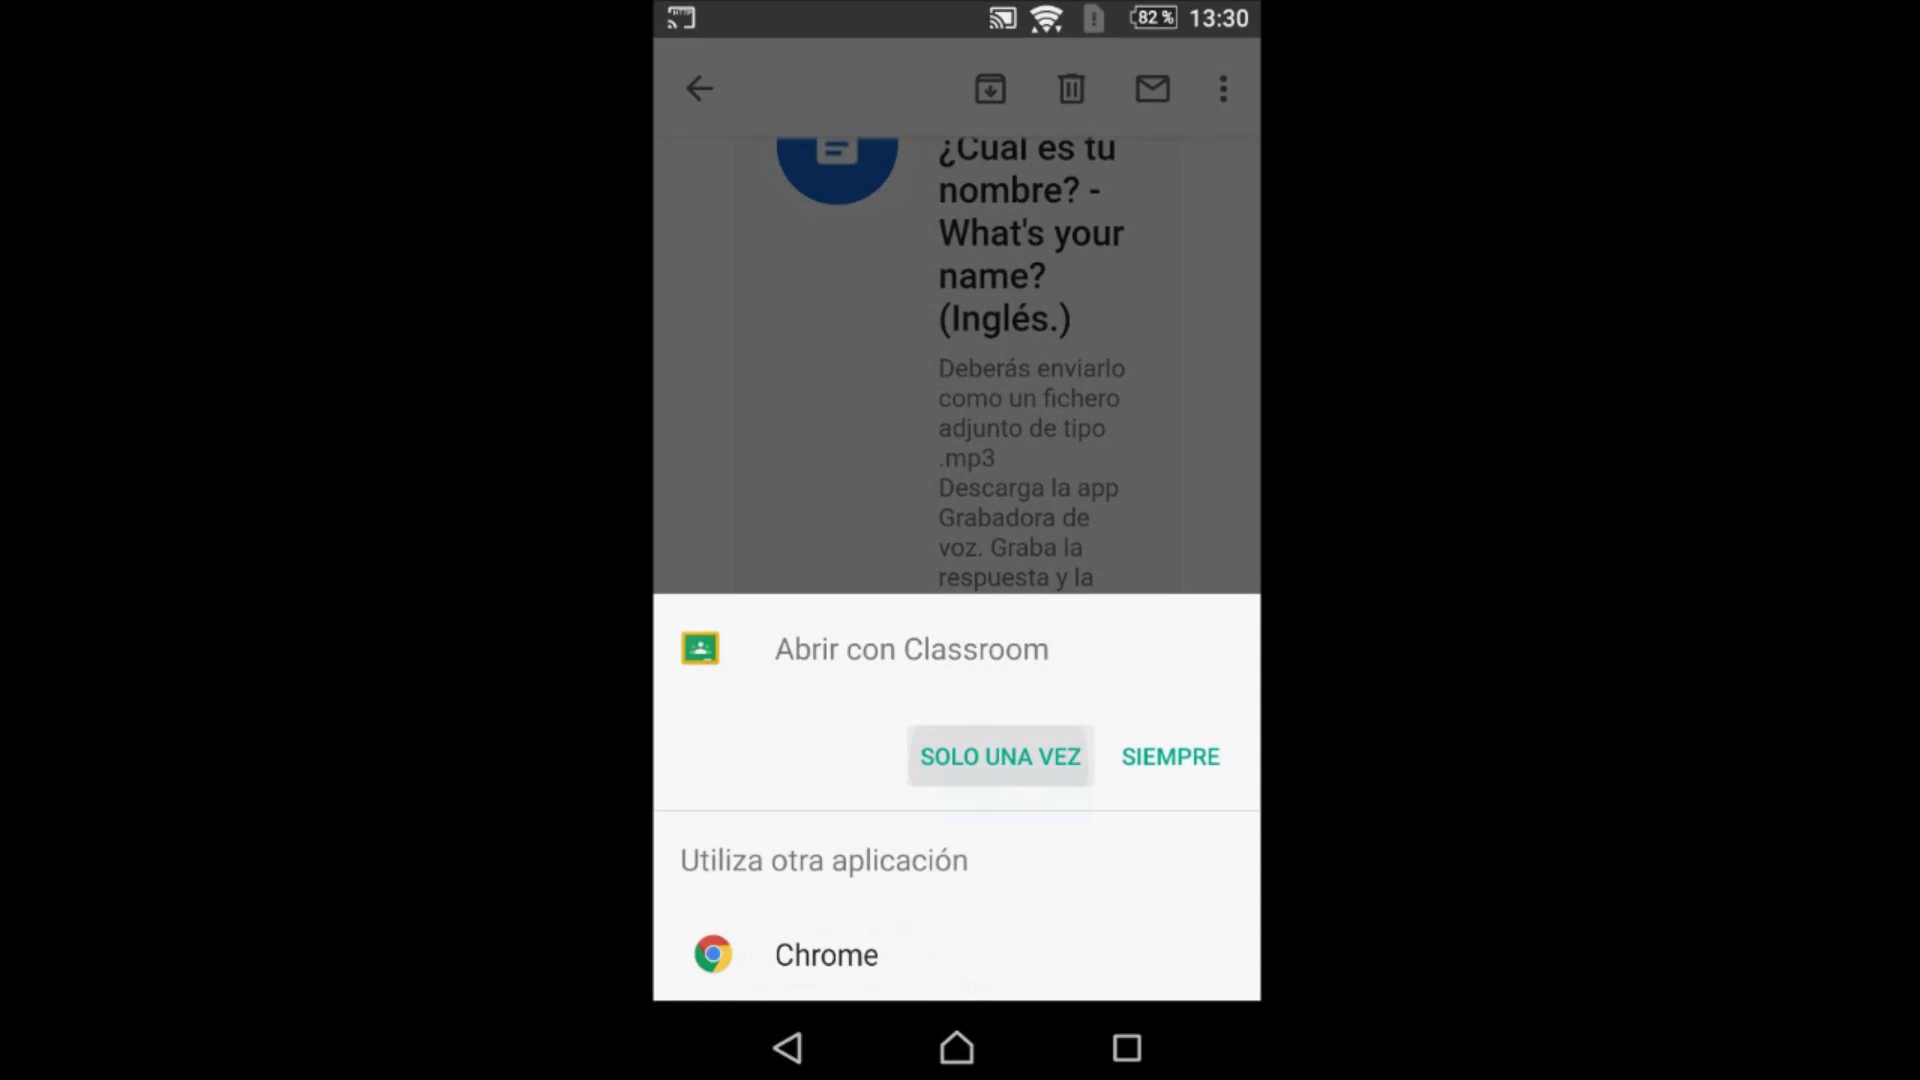 82 % 13:30
¿Cuál es tu
nombre? -
What's your
name?
(Inglés.)
Deberás enviarlo
como un fichero
adjunto de tipo
.mp3
Descarga la app
Grabadora de
voz. Graba la
respuesta y la
Abrir con Classroom
SOLO UNA VEZ SIEMPRE
Utiliza otra aplicación
Chrome